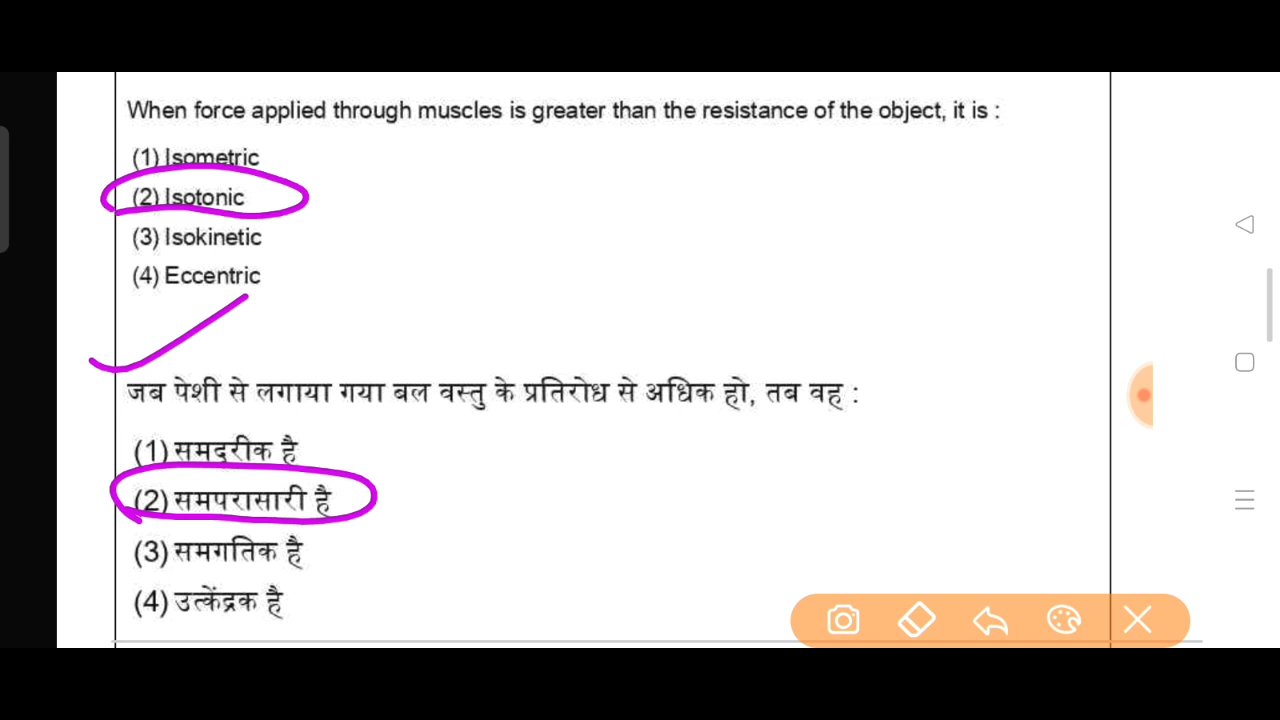 When force applied through muscles is greater than the resistance of the object, it is :
(1) Isometric
(2) Isotonic
(3) Isokinetic
(4) Eccentric
जब पेशी से लगाया गया बल वस्तु के प्रतिरोध से अधिक हो, तब वह :
(1) समदूरीक है
(2) समपरासारी है
(3) समगतिक है
(4) उत्केंद्रक है